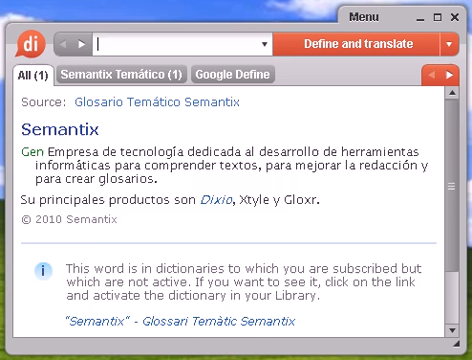 Menu
di
Define and translate
All (1)
Semantix Temático (1)
Google Define
Source: Glosario Temático Semantix
Semantix
Gen Empresa de tecnología dedicada al desarrollo de herramientas
informáticas para comprender textos, para mejorar la redacción y
para crear glosarios.
Su principales productos son Dixio, Xtyle y Gloxr.
© 2010 Semantix
i
This word is in dictionaries to which you are subscribed but
which are not active. If you want to see it, click on the link
and activate the dictionary in your Library.
"Semantix" - Glossari Temàtic Semantix